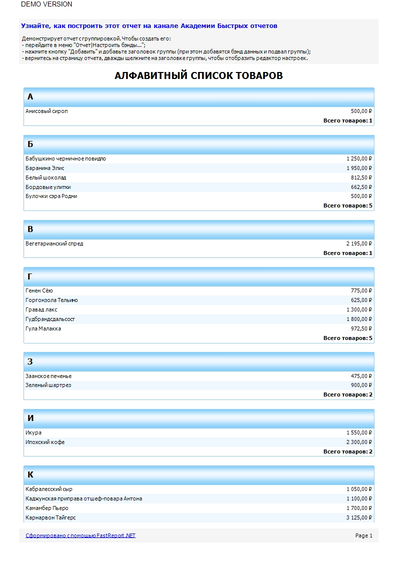 DEMO VERSION
Узнайте, как построить этот отчет на канале Академии Быстрых отчетов
Демонстрирует отчет с группировкой. Чтобы создать его:
- перейдите в меню "Отчет|Настроить бэнды...";
- нажмите кнопку "Добавить" и добавьте заголовок группы (при этом добавятся бэнд данных и подвал группы);
- вернитесь на страницу отчета, дважды щелкните на заголовке группы, чтобы отобразить редактор настроек.
АЛФАВИТНЫЙ СПИСОК ТОВАРОВ
А
Анисовый сироп 500,00 ₽
Всего товаров: 1
Б
Бабушкино черничное повидло 1 250,00 ₽
Баранина Элис 1 950,00 ₽
Белый шоколад 812,50 ₽
Бордовые улитки 662,50 ₽
Булочки сэра Родни 500,00 ₽
Всего товаров: 5
В
Вегетарианский спред 2 195,00 ₽
Всего товаров: 1
Г
Генен Сёю 775,00 ₽
Горгонзола Тельино 625,00 ₽
Гравад лакс 1 300,00 ₽
Гудбрандсдальсост 1 800,00 ₽
Гула Малакка 972,50 ₽
Всего товаров: 5
З
Заанское печенье 475,00 ₽
Зеленый шартрез 900,00 ₽
Всего товаров: 2
И
Икура 1 550,00 ₽
Ипохский кофе 2 300,00 ₽
Всего товаров: 2
К
Кабралесский сыр 1 050,00 ₽
Каджунская приправа от шеф-повара Антона 1 100,00 ₽
Камамбер Пьеро 1 700,00 ₽
Карнарвон Тайгерс 3 125,00 ₽
Сформировано с помощью FastReport.NET Page 1